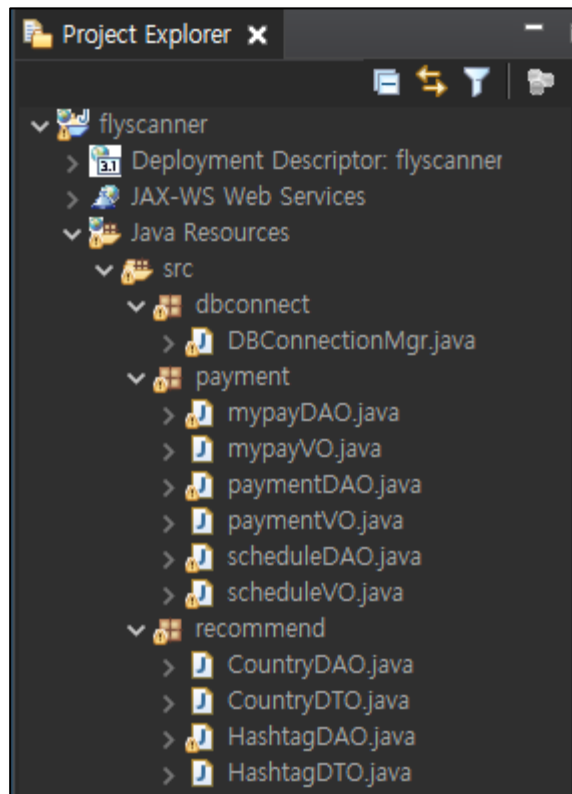 Project Explorer
flyscanner
3.1 Deployment Descriptor: flyscanner
JAX-WS Web Services
Java Resources
src
dbconnect
DBConnectionMgr.java
payment
mypayDAO.java
mypayVO.java
paymentDAO.java
paymentVO.java
scheduleDAO.java
scheduleVO.java
recommend
CountryDAO.java
CountryDTO.java
HashtagDAO.java
HashtagDTO.java